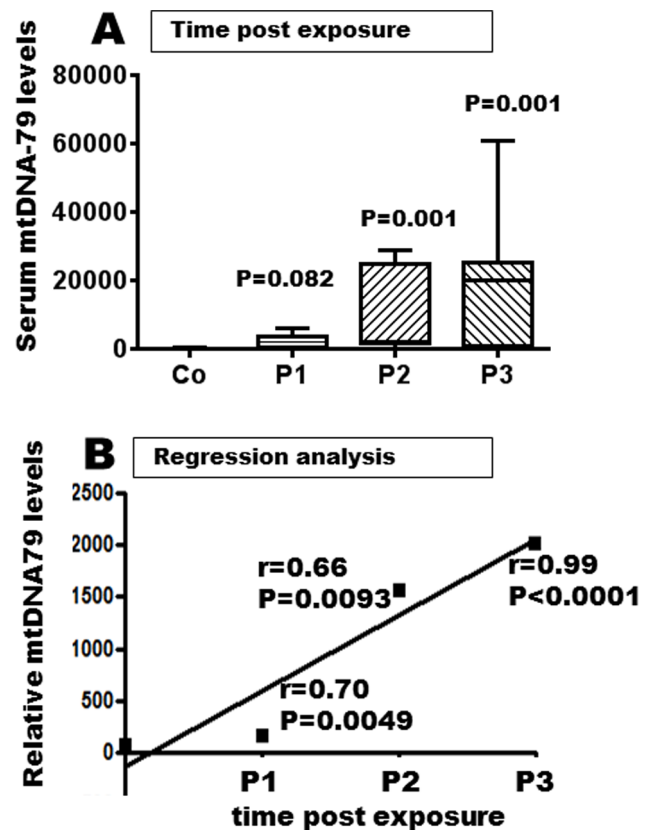 A Time post exposure
Serum mtDNA-79 levels
80000
60000
40000
20000
0
P=0.082
P=0.001
P=0.001
Co P1 P2 P3
B Regression analysis
Relative mtDNA79 levels
2500
2000
1500
1000
500
0
r=0.66
P=0.0093
r=0.99
P<0.0001
r=0.70
P=0.0049
P1 P2 P3
time post exposure